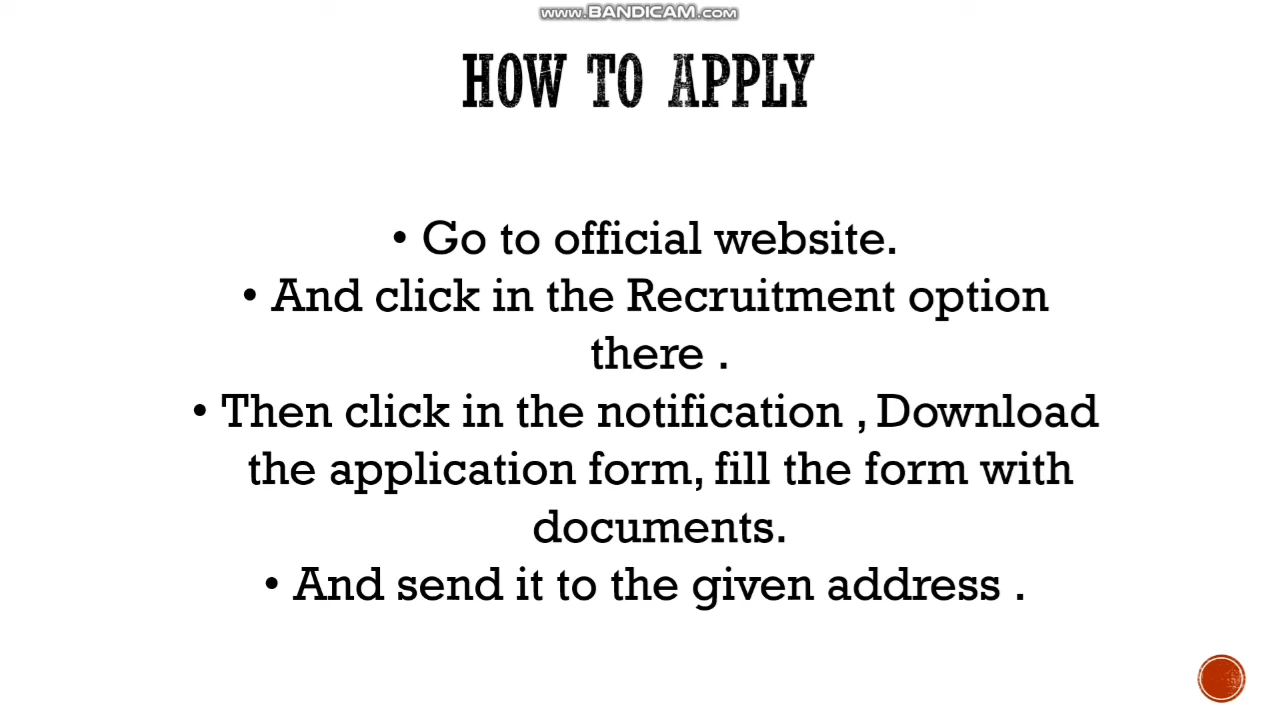 www.BANDICAM.com
HOW TO APPLY
• Go to official website.
• And click in the Recruitment option
there .
• Then click in the notification , Download
the application form, fill the form with
documents.
• And send it to the given address .